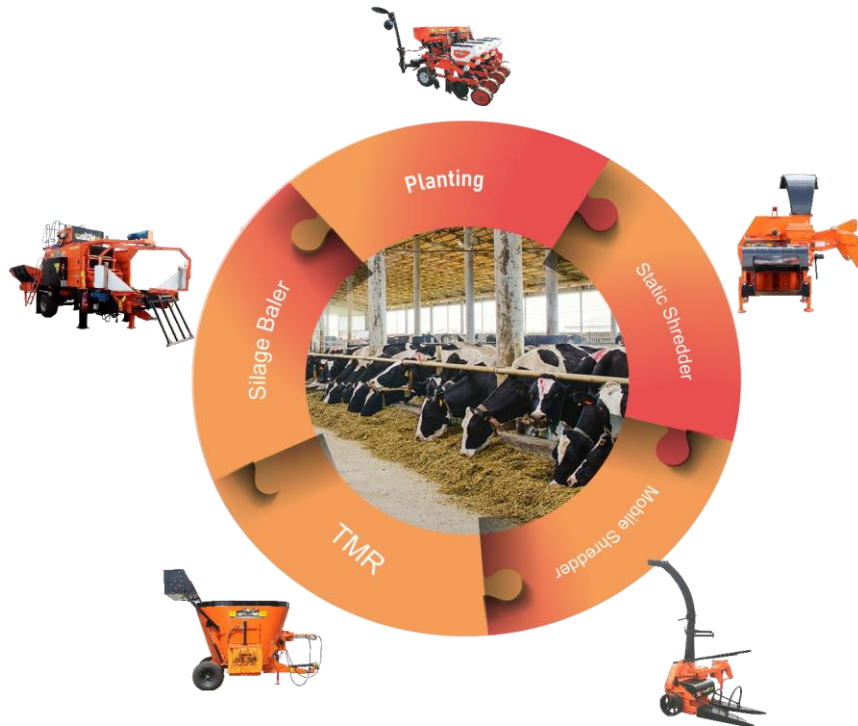 Planting
Static Shredder
Mobile Shredder
TMR
Silage Baler